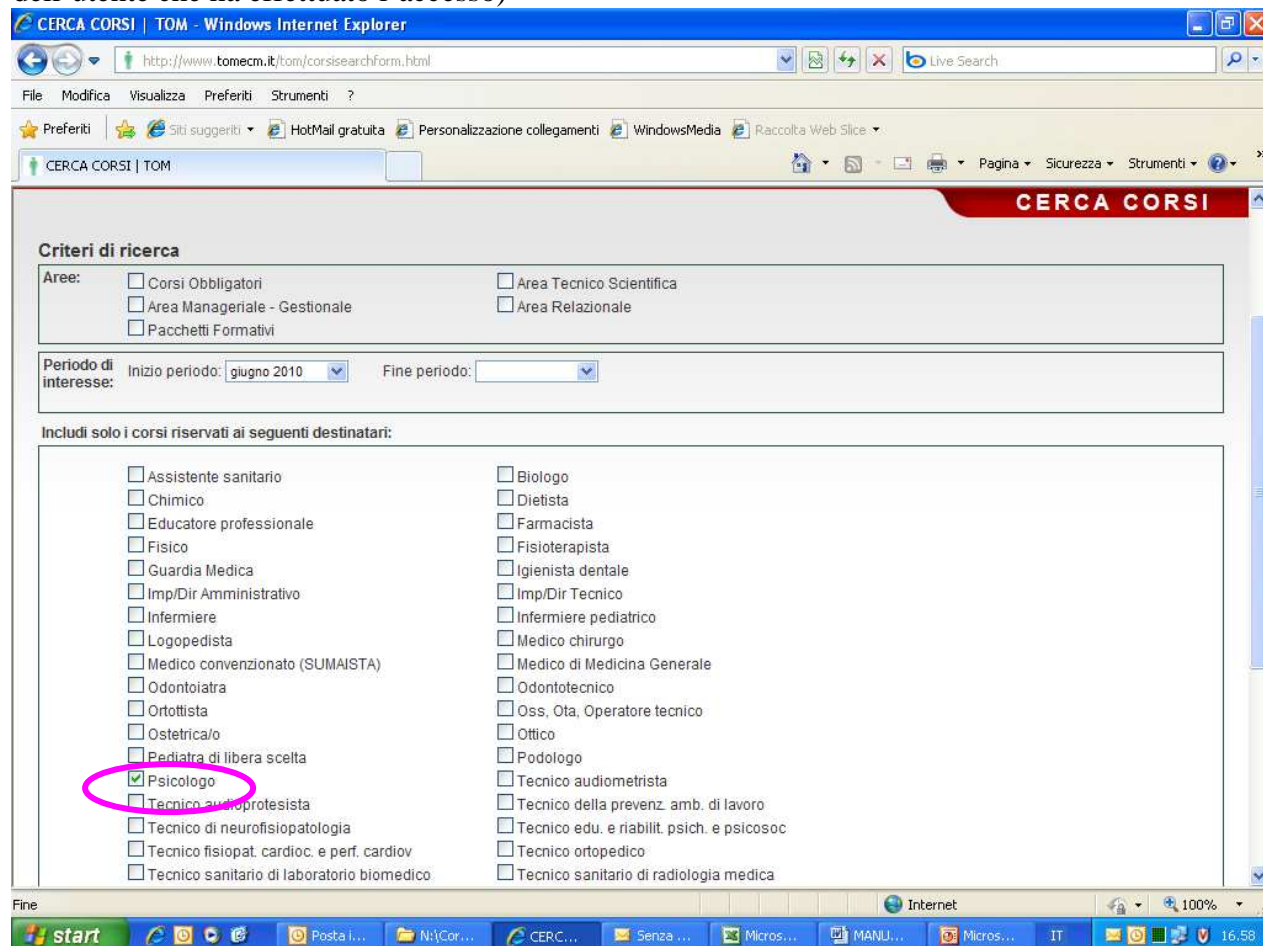 dell'utente che ha effettuato l'accesso)
CERCA CORSI | TOM - Windows Internet Explorer
http://www.tomecm.it/tom/corsisearchform.html
Live Search
File Modifica Visualizza Preferiti Strumenti ?
Preferiti Siti suggeriti HotMail gratuita Personalizzazione collegamenti WindowsMedia Raccolta Web Slice
CERCA CORSI | TOM
Pagina Sicurezza Strumenti
CERCA CORSI
Criteri di ricerca
Aree: Corsi Obbligatori Area Tecnico Scientifica
Area Manageriale - Gestionale Area Relazionale
Pacchetti Formativi
Periodo di interesse: Inizio periodo: giugno 2010 Fine periodo:
Includi solo i corsi riservati ai seguenti destinatari:
Assistente sanitario Biologo
Chimico Dietista
Educatore professionale Farmacista
Fisico Fisioterapista
Guardia Medica Igienista dentale
Imp/Dir Amministrativo Imp/Dir Tecnico
Infermiere Infermiere pediatrico
Logopedista Medico chirurgo
Medico convenzionato (SUMAISTA) Medico di Medicina Generale
Odontoiatra Odontotecnico
Ortottista Oss, Ota, Operatore tecnico
Ostetrica/o Ottico
Pediatra di libera scelta Podologo
Psicologo Tecnico audiometrista
Tecnico audioprotesista Tecnico della prevenz. amb. di lavoro
Tecnico di neurofisiopatologia Tecnico edu. e riabilit. psich. e psicosoc
Tecnico fisiopat. cardioc. e perf. cardiov Tecnico ortopedico
Tecnico sanitario di laboratorio biomedico Tecnico sanitario di radiologia medica
Fine Internet 100%
start Posta i... N:\Cor... CERC... Senza ... Micros... MANU... Micros... IT 16.58